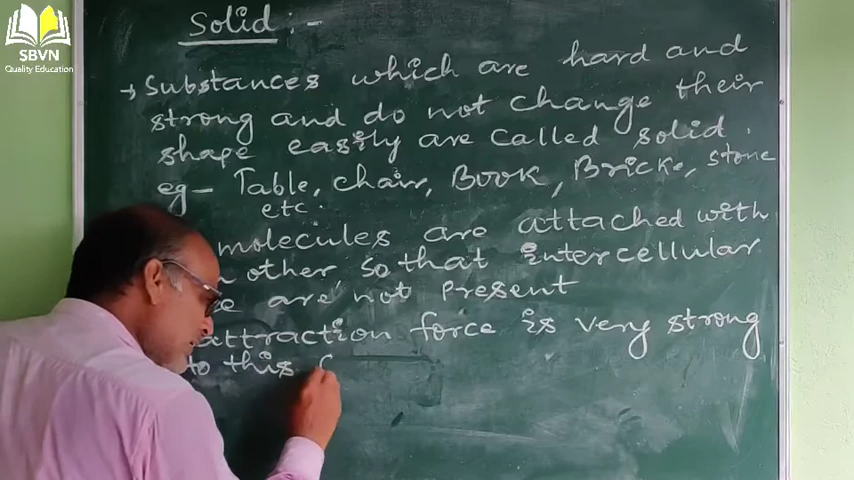 SBVN
Quality Education
Solid :-
→ Substances which are hard and
strong and do not change their
shape easily are called solid.
eg- Table, chair, Book, Bricks, stone
etc.
molecules are attached with
other so that intercellular
are not present
attraction force is very strong
to this